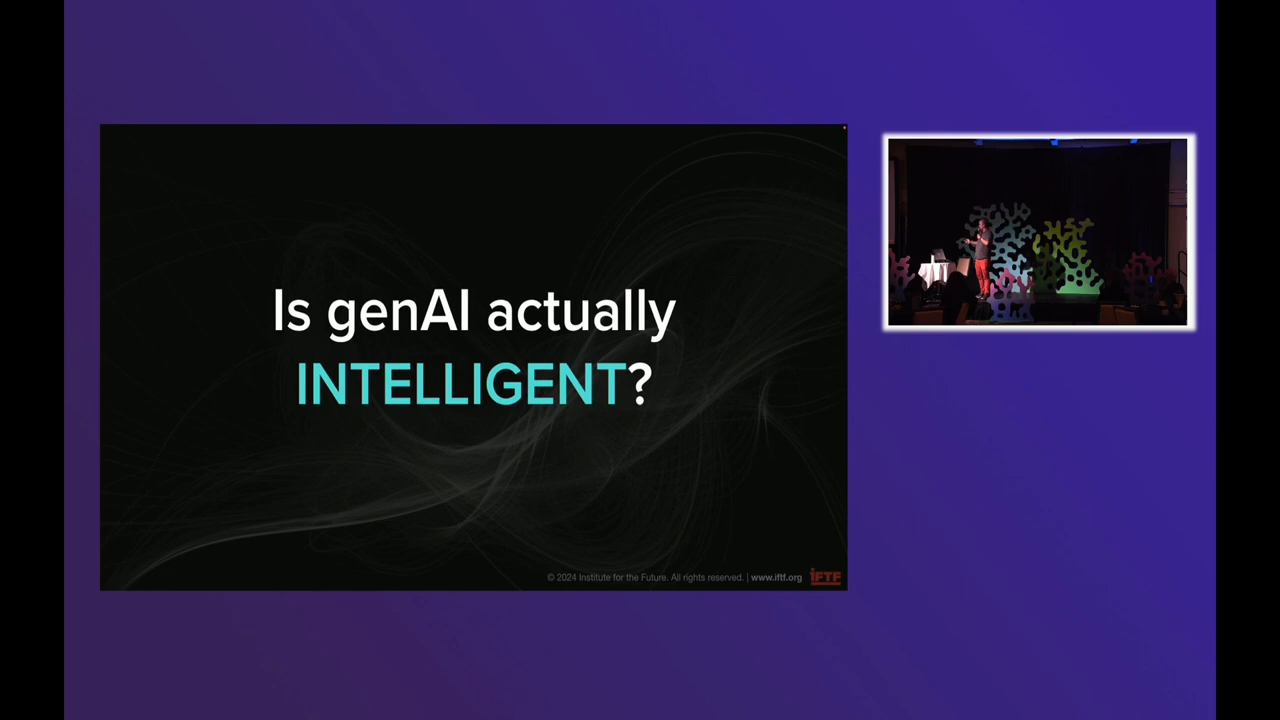 Is genAI actually
INTELLIGENT?
© 2024 Institute for the Future. All rights reserved. | www.iftf.org
IFTF